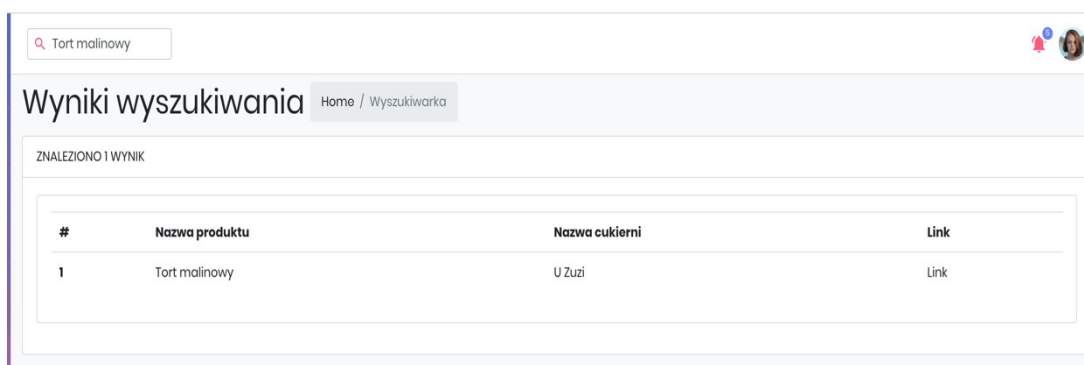 Tort malinowy
5
Wyniki wyszukiwania Home / Wyszukiwarka
ZNALEZIONO 1 WYNIK
# Nazwa produktu Nazwa cukierni Link
1 Tort malinowy U Zuzi Link